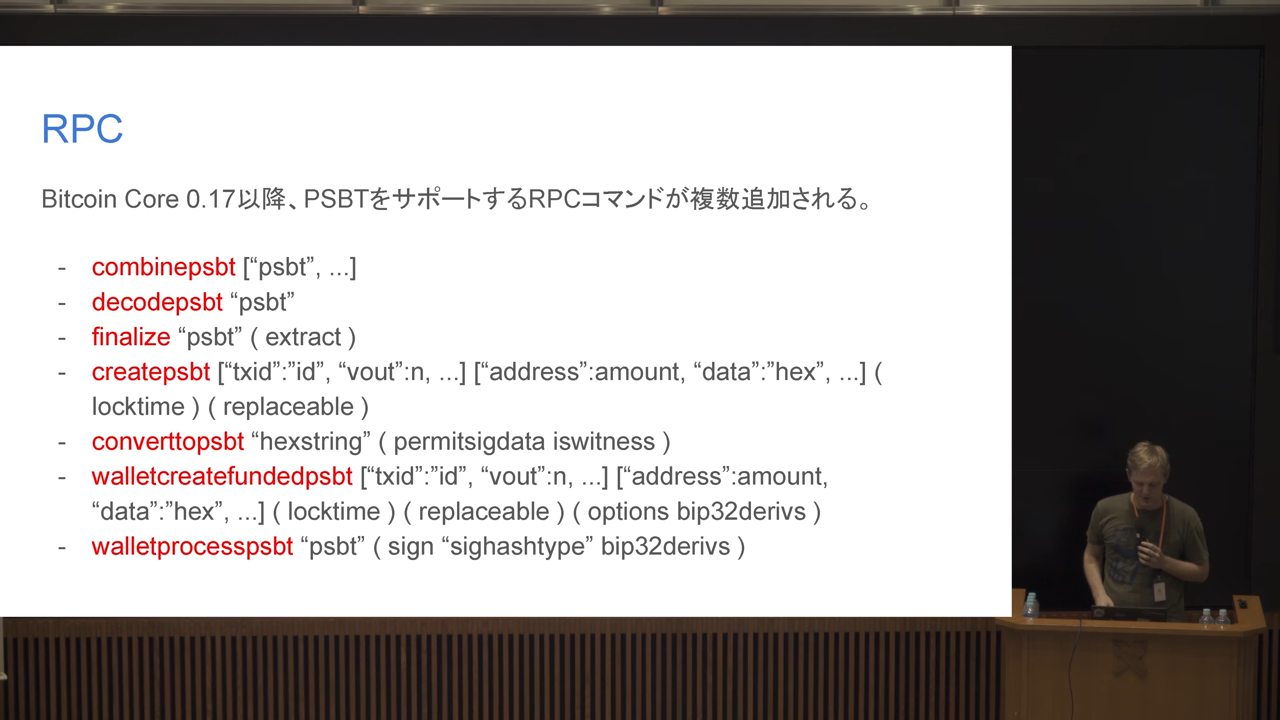 RPC
Bitcoin Core 0.17以降、PSBTをサポートするRPCコマンドが複数追加される。
- combinepsbt [“psbt”, ...]
- decodepsbt “psbt”
- finalize “psbt” ( extract )
- createpsbt [“txid”:”id”, “vout”:n, ...] [“address”:amount, “data”:”hex”, ...] (
locktime ) ( replaceable )
- converttopsbt “hexstring” ( permitsigdata iswitness )
- walletcreatefundedpsbt [“txid”:”id”, “vout”:n, ...] [“address”:amount,
“data”:”hex”, ...] ( locktime ) ( replaceable ) ( options bip32derivs )
- walletprocesspsbt “psbt” ( sign “sighashtype” bip32derivs )